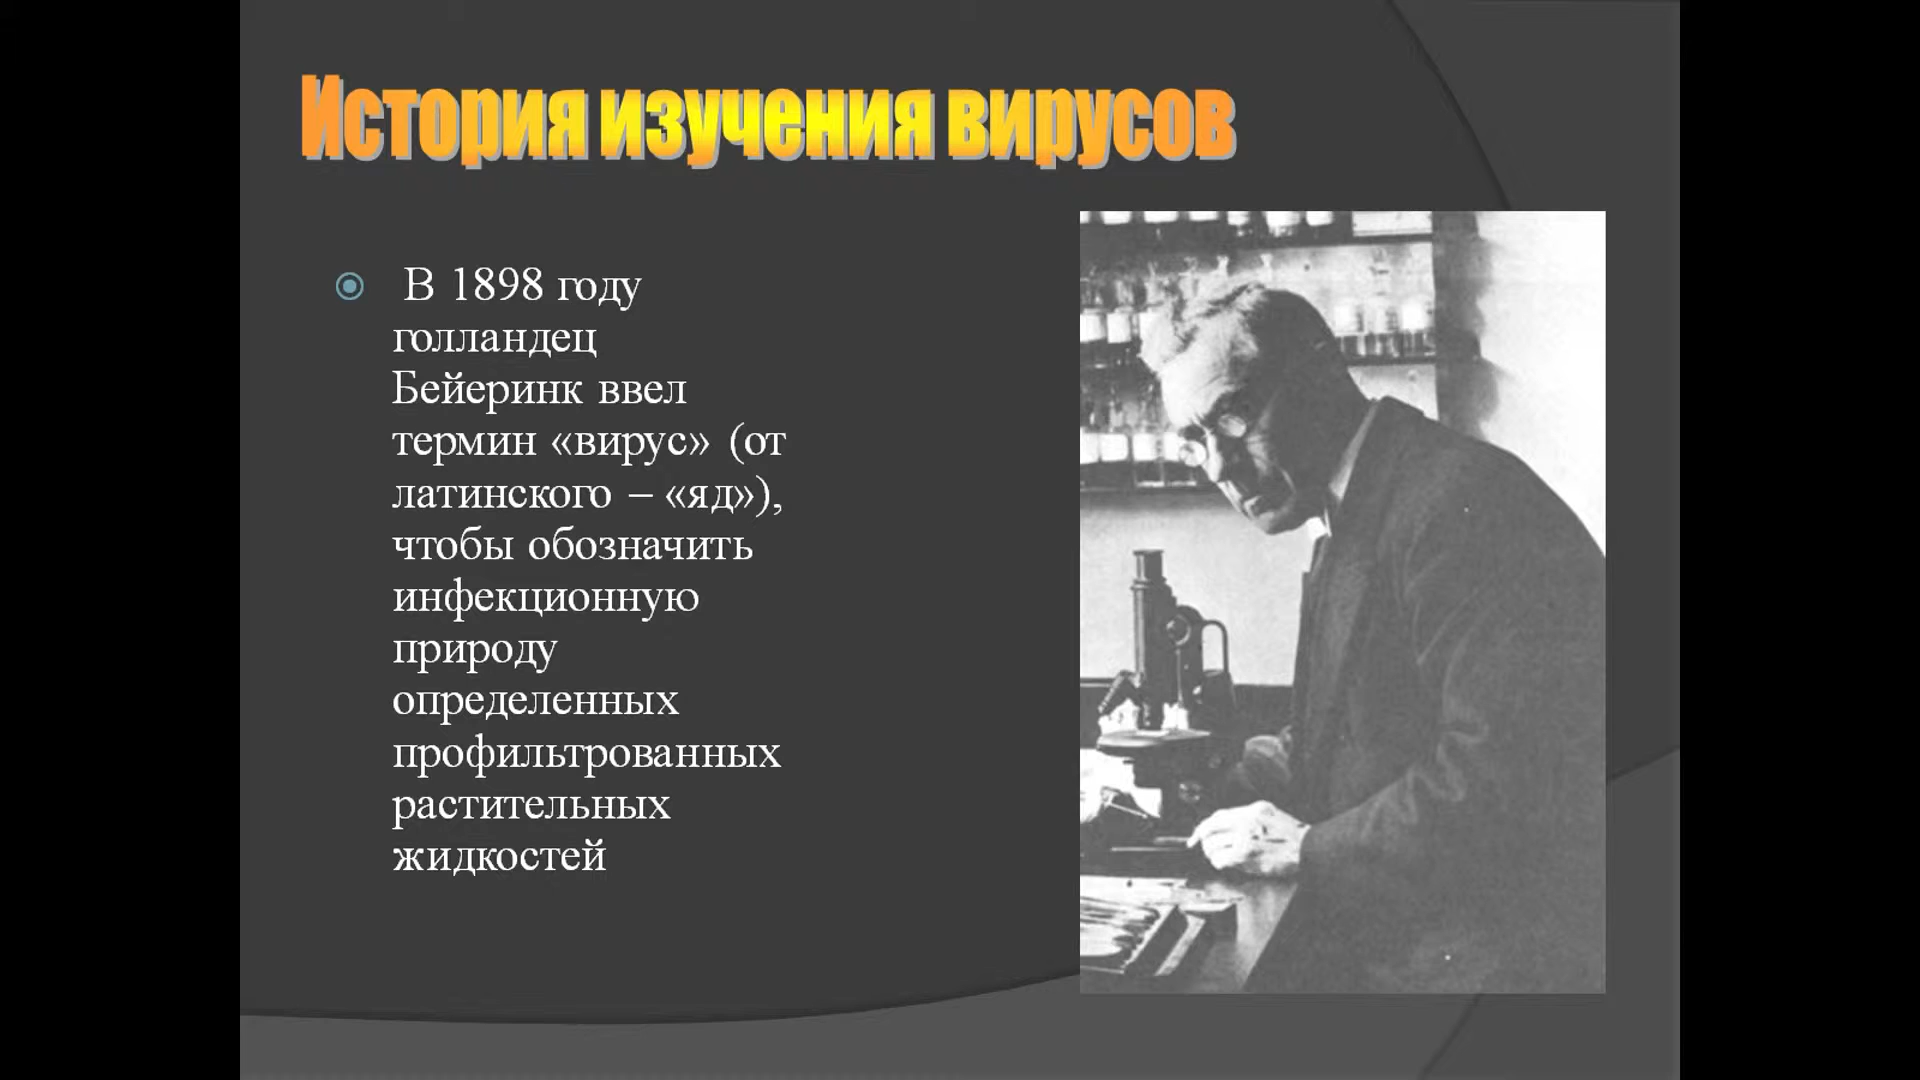 История изучения вирусов
В 1898 году
голландец
Бейеринк ввел
термин «вирус» (от
латинского – «яд»),
чтобы обозначить
инфекционную
природу
определенных
профильтрованных
растительных
жидкостей